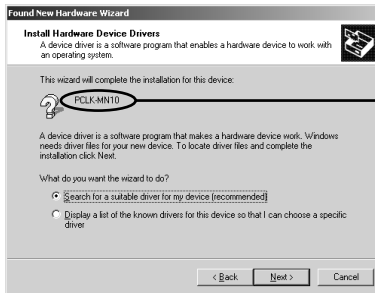 Found New Hardware Wizard
Install Hardware Device Drivers
A device driver is a software program that enables a hardware device to work with
an operating system.
This wizard will complete the installation for this device:
PCLK-MN10
A device driver is a software program that makes a hardware device work. Windows
needs driver files for your new device. To locate driver files and complete the
installation click Next.
What do you want the wizard to do?
Search for a suitable driver for my device (recommended)
Display a list of the known drivers for this device so that I can choose a specific
driver
< Back Next > Cancel